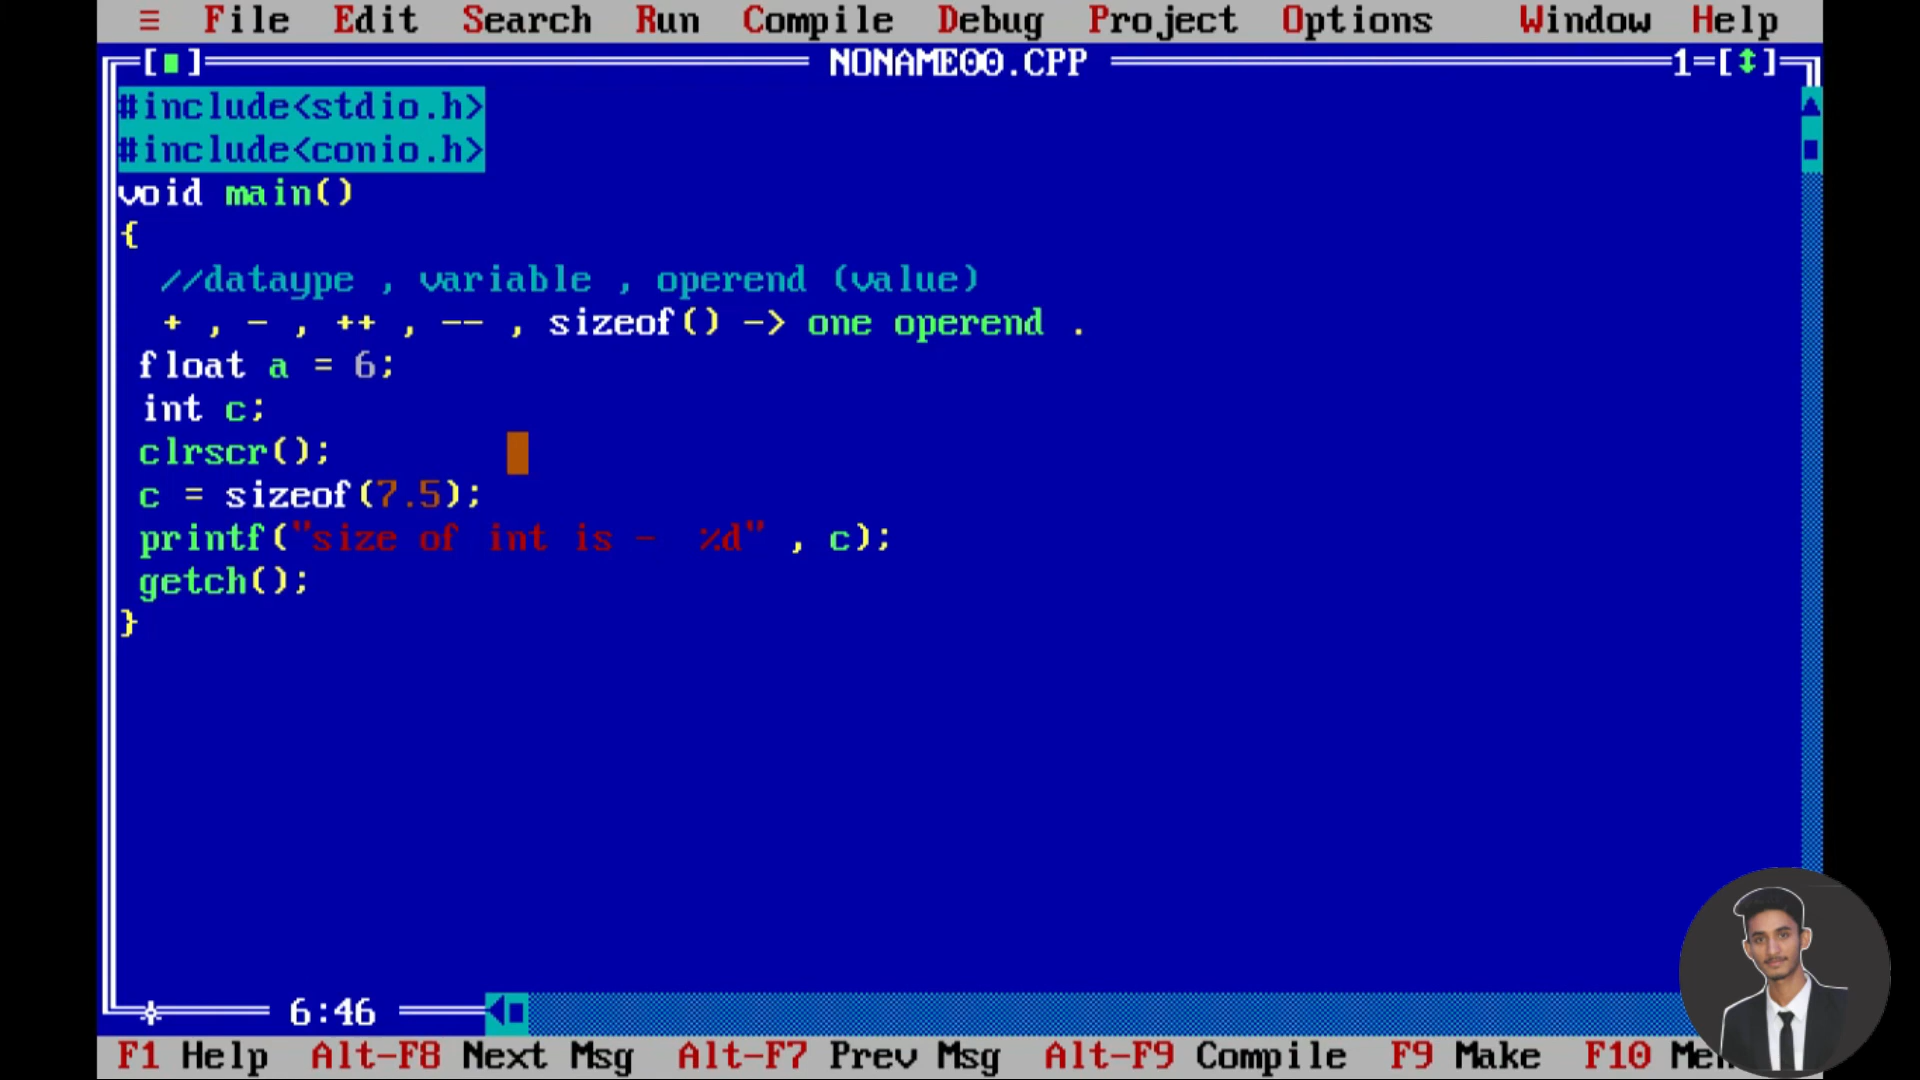 ≡ File Edit Search Run Compile Debug Project Options Window Help
[■] NONAME00.CPP 1=[↕]
#include<stdio.h>
#include<conio.h>
void main()
{
//dataype , variable , operend (value)
+ , - , ++ , -- , sizeof() -> one operend .
float a = 6;
int c;
clrscr();
c = sizeof(7.5);
printf("size of int is -  %d" , c);
getch();
}
6:46
F1 Help Alt-F8 Next Msg Alt-F7 Prev Msg Alt-F9 Compile F9 Make F10 Men